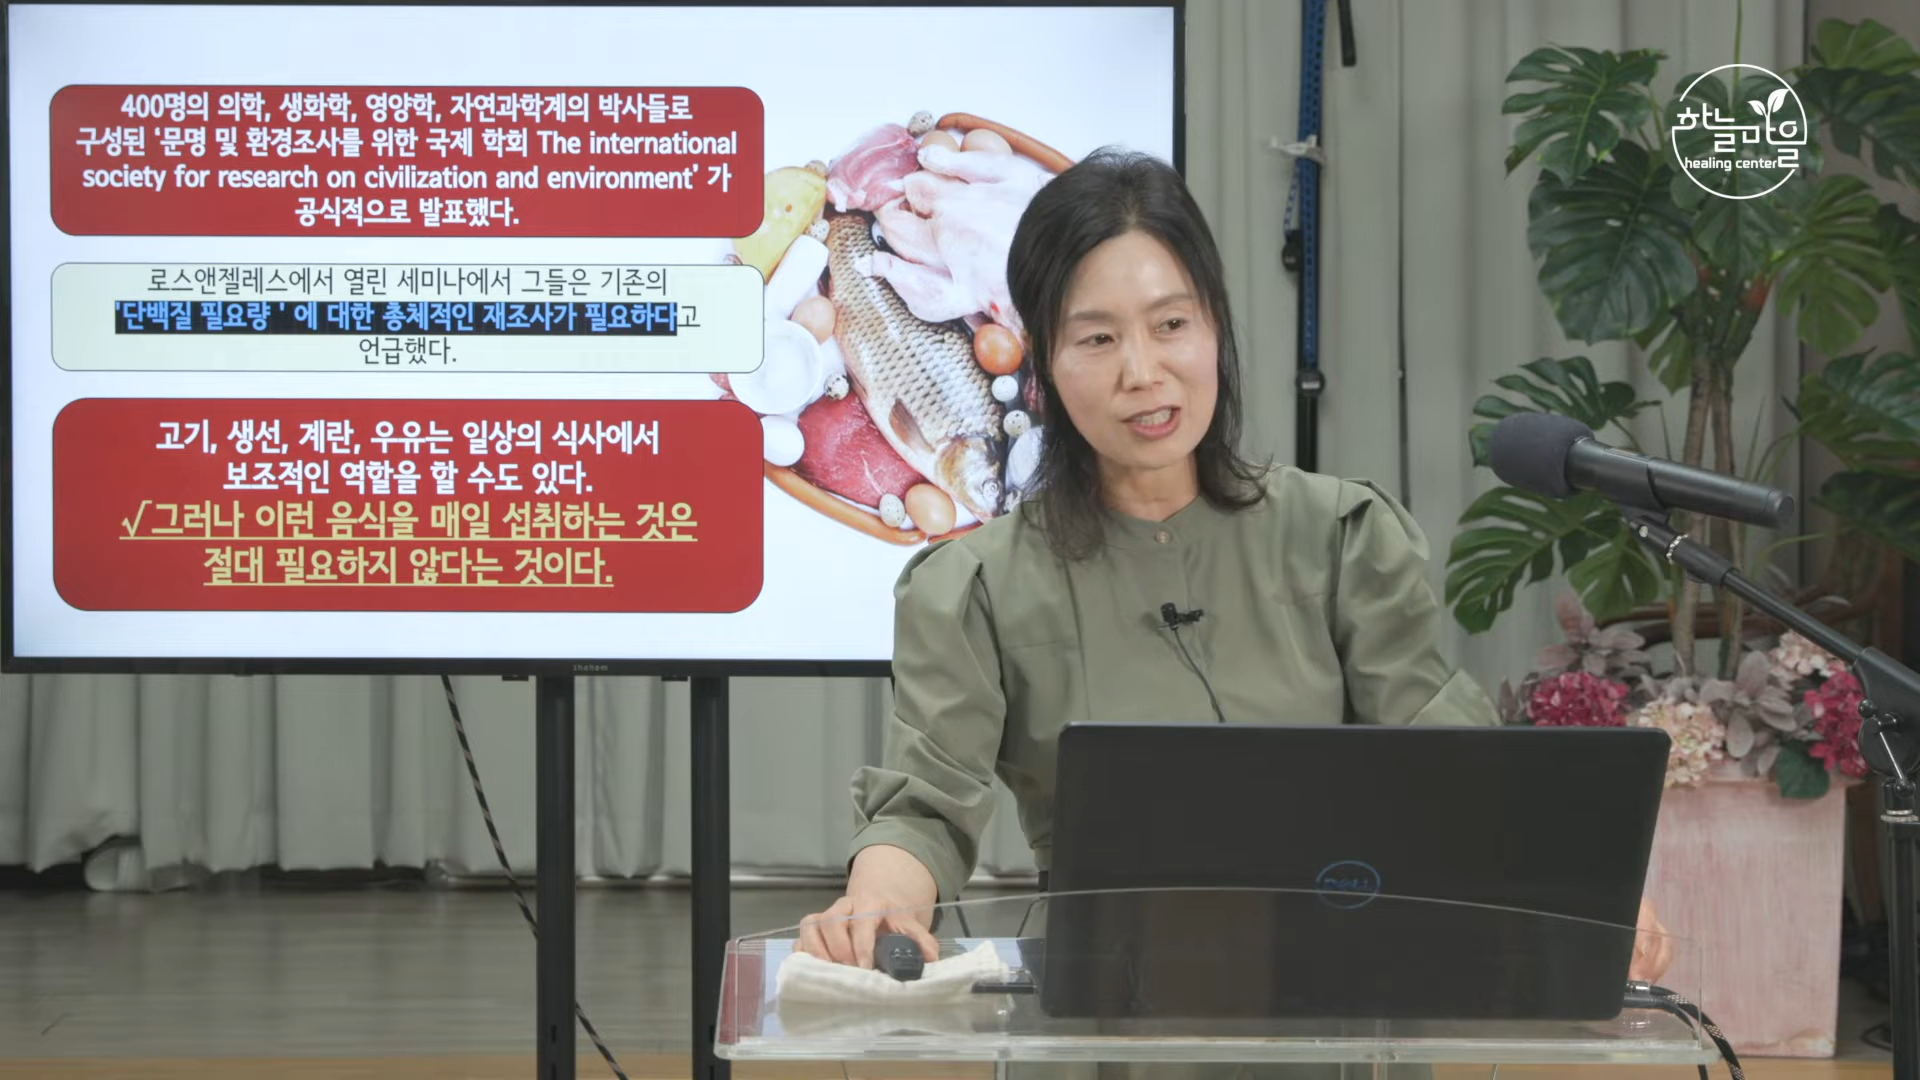 400명의 의학, 생화학, 영양학, 자연과학계의 박사들로
구성된 '문명 및 환경조사를 위한 국제 학회 The international
society for research on civilization and environment' 가
공식적으로 발표했다.
로스앤젤레스에서 열린 세미나에서 그들은 기존의
'단백질 필요량 ' 에 대한 총체적인 재조사가 필요하다고
언급했다.
고기, 생선, 계란, 우유는 일상의 식사에서
보조적인 역할을 할 수도 있다.
√그러나 이런 음식을 매일 섭취하는 것은
절대 필요하지 않다는 것이다.
하늘마을
healing center
DELL